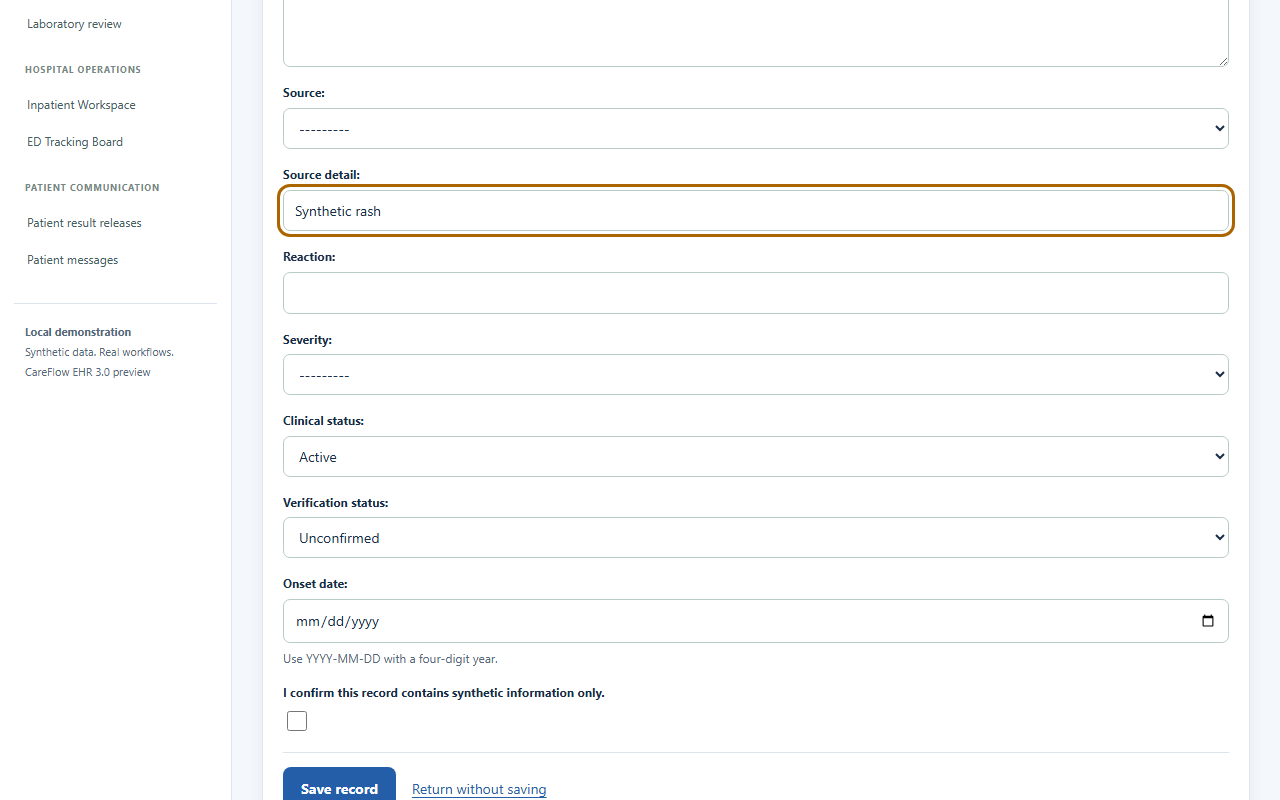 Laboratory review
HOSPITAL OPERATIONS
Inpatient Workspace
ED Tracking Board
PATIENT COMMUNICATION
Patient result releases
Patient messages
Local demonstration
Synthetic data. Real workflows.
CareFlow EHR 3.0 preview
Source:
---------
Source detail:
Synthetic rash
Reaction:
Severity:
---------
Clinical status:
Active
Verification status:
Unconfirmed
Onset date:
mm/dd/yyyy
Use YYYY-MM-DD with a four-digit year.
I confirm this record contains synthetic information only.
Save record
Return without saving